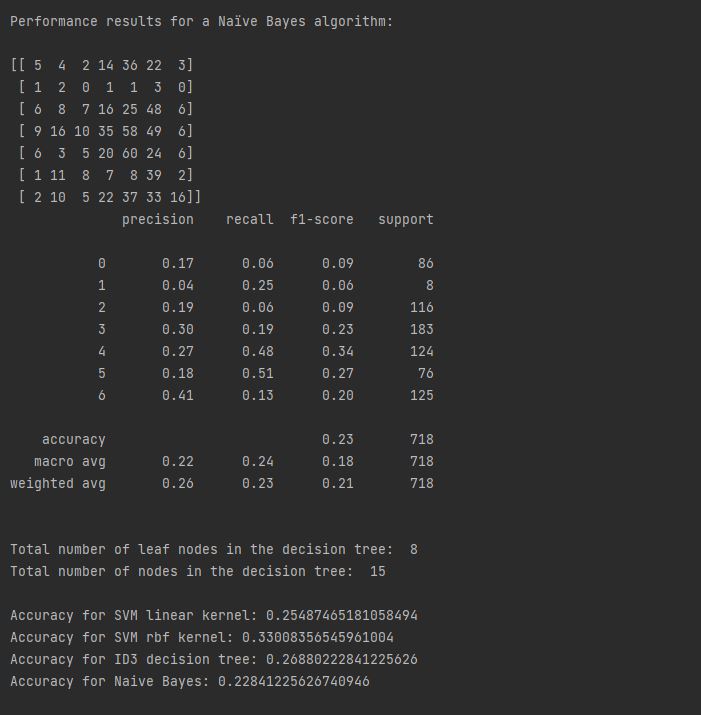 Performance results for a Naïve Bayes algorithm:
[[ 5  4  2 14 36 22  3]
 [ 1  2  0  1  1  3  0]
 [ 6  8  7 16 25 48  6]
 [ 9 16 10 35 58 49  6]
 [ 6  3  5 20 60 24  6]
 [ 1 11  8  7  8 39  2]
 [ 2 10  5 22 37 33 16]]
              precision    recall  f1-score   support
           0       0.17      0.06      0.09        86
           1       0.04      0.25      0.06         8
           2       0.19      0.06      0.09       116
           3       0.30      0.19      0.23       183
           4       0.27      0.48      0.34       124
           5       0.18      0.51      0.27        76
           6       0.41      0.13      0.20       125
    accuracy                           0.23       718
   macro avg       0.22      0.24      0.18       718
weighted avg       0.26      0.23      0.21       718
Total number of leaf nodes in the decision tree:  8
Total number of nodes in the decision tree:  15
Accuracy for SVM linear kernel: 0.25487465181058494
Accuracy for SVM rbf kernel: 0.33008356545961004
Accuracy for ID3 decision tree: 0.26880222841225626
Accuracy for Naive Bayes: 0.22841225626740946